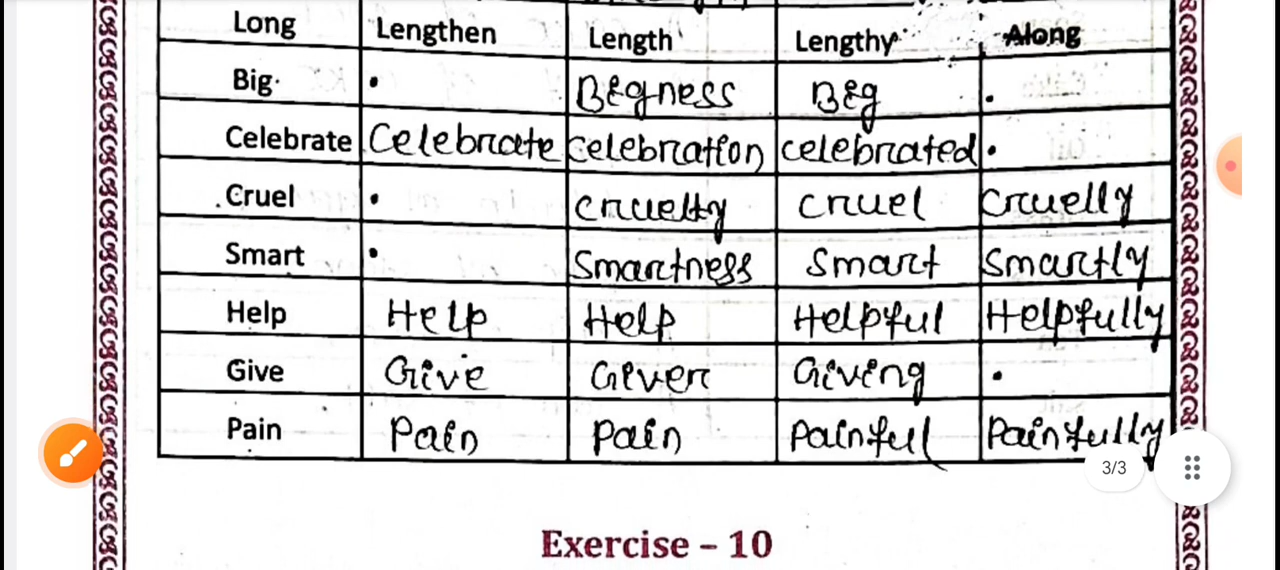 Long Lengthen Length Lengthy Along
Big . Bigness Big .
Celebrate Celebrate celebration celebrated .
Cruel . cruelty cruel cruelly
Smart . Smartness Smart Smartly
Help Help Help Helpful Helpfully
Give Give Giver Giving .
Pain Pain Pain Painful Painfully
3/3
Exercise – 10